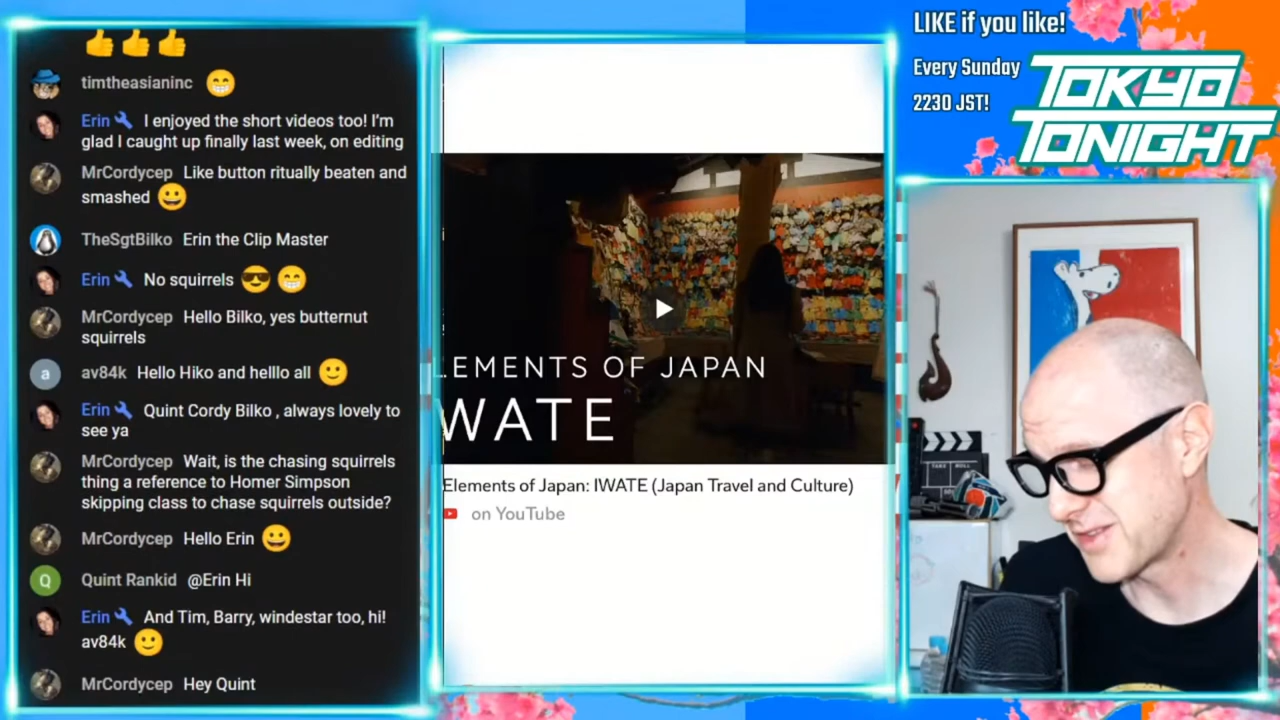 timtheasianinc
Erin I enjoyed the short videos too! I'm
glad I caught up finally last week, on editing
MrCordycep Like button ritually beaten and
smashed
TheSgtBilko Erin the Clip Master
Erin No squirrels
MrCordycep Hello Bilko, yes butternut
squirrels
a av84k Hello Hiko and helllo all
Erin Quint Cordy Bilko , always lovely to
see ya
MrCordycep Wait, is the chasing squirrels
thing a reference to Homer Simpson
skipping class to chase squirrels outside?
MrCordycep Hello Erin
Q Quint Rankid @Erin Hi
Erin And Tim, Barry, windestar too, hi!
av84k
MrCordycep Hey Quint
LEMENTS OF JAPAN
WATE
Elements of Japan: IWATE (Japan Travel and Culture)
on YouTube
LIKE if you like!
Every Sunday
2230 JST!
TOKYO
TONIGHT
TAKE ROLL